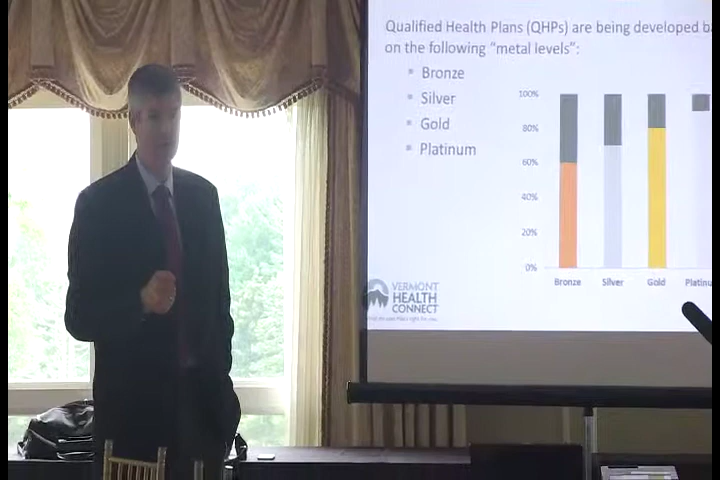 Qualified Health Plans (QHPs) are being developed
on the following "metal levels":
Bronze
Silver
Gold
Platinum
100%
80%
60%
40%
20%
0%
Bronze
Silver
Gold
Platinu
VERMONT
HEALTH
CONNECT